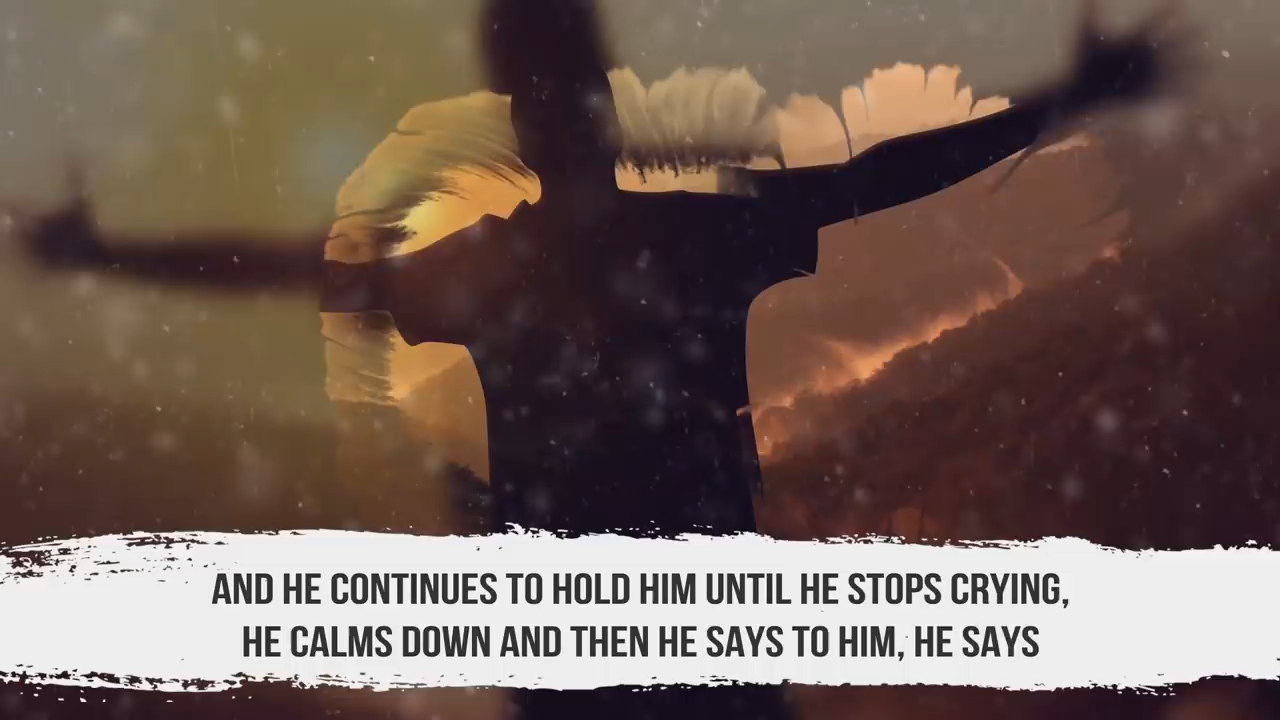 AND HE CONTINUES TO HOLD HIM UNTIL HE STOPS CRYING,
HE CALMS DOWN AND THEN HE SAYS TO HIM, HE SAYS